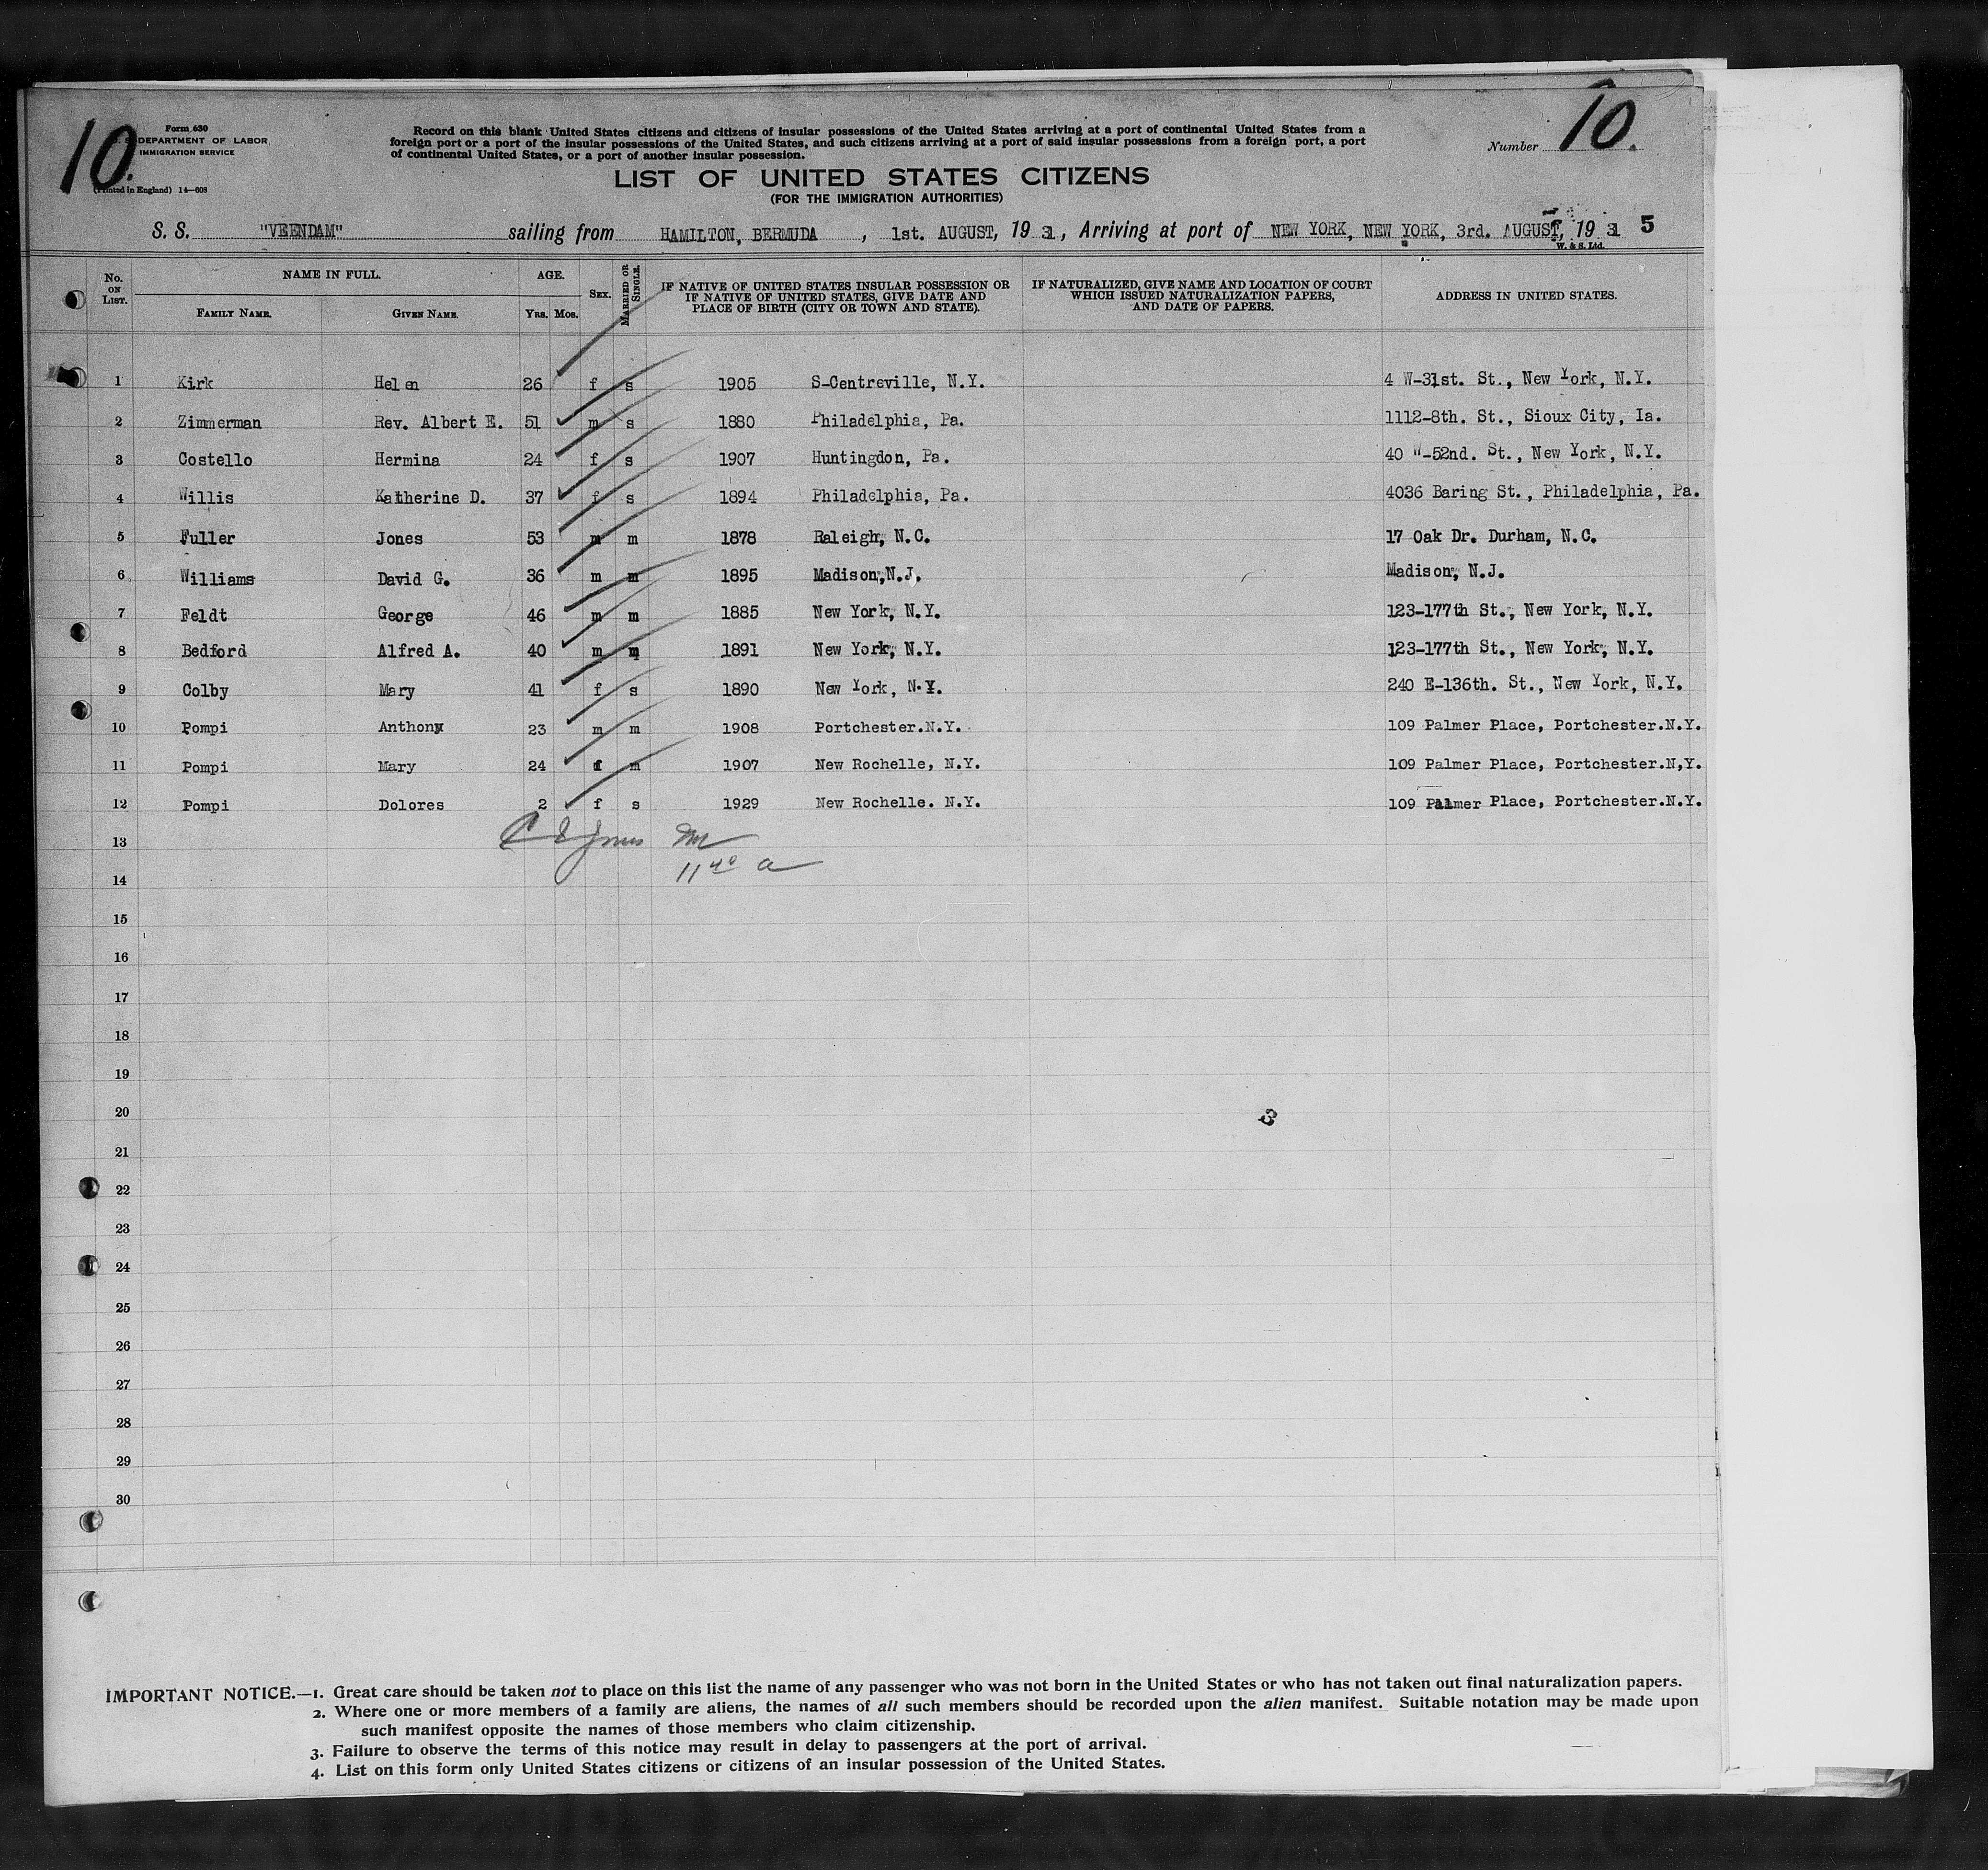 10.
Form 630
U. S. DEPARTMENT OF LABOR
IMMIGRATION SERVICE
(Printed in England) 14—608
Record on this blank United States citizens and citizens of insular possessions of the United States arriving at a port of continental United States from a
foreign port or a port of the insular possessions of the United States, and such citizens arriving at a port of said insular possessions from a foreign port, a port
of continental United States, or a port of another insular possession.
Number 10.
LIST OF UNITED STATES CITIZENS
(FOR THE IMMIGRATION AUTHORITIES)
S. S. "VEENDAM" sailing from HAMILTON, BERMUDA, 1st. AUGUST, 1931, Arriving at port of NEW YORK, NEW YORK, 3rd. AUGUST, 1931 5
W. & S. Ltd.
No. ON LIST. NAME IN FULL. AGE. SEX. MARRIED OR SINGLE. IF NATIVE OF UNITED STATES INSULAR POSSESSION OR IF NATIVE OF UNITED STATES, GIVE DATE AND PLACE OF BIRTH (CITY OR TOWN AND STATE). IF NATURALIZED, GIVE NAME AND LOCATION OF COURT WHICH ISSUED NATURALIZATION PAPERS, AND DATE OF PAPERS. ADDRESS IN UNITED STATES.
FAMILY NAME. GIVEN NAME. YRS. MOS.
1 Kirk Helen 26 f s 1905 S-Centreville, N.Y. 4 W-31st. St., New York, N.Y.
2 Zimmerman Rev. Albert E. 51 m s 1880 Philadelphia, Pa. 1112-8th. St., Sioux City, Ia.
3 Costello Hermina 24 f s 1907 Huntingdon, Pa. 40 W-52nd. St., New York, N.Y.
4 Willis Katherine D. 37 f s 1894 Philadelphia, Pa. 4036 Baring St., Philadelphia, Pa.
5 Fuller Jones 53 m m 1878 Raleigh, N.C. 17 Oak Dr. Durham, N.C.
6 Williams David G. 36 m m 1895 Madison,N.J. Madison, N.J.
7 Feldt George 46 m m 1885 New York, N.Y. 123-177th St., New York, N.Y.
8 Bedford Alfred A. 40 m m 1891 New York, N.Y. 123-177th St., New York, N.Y.
9 Colby Mary 41 f s 1890 New York, N.Y. 240 E-136th. St., New York, N.Y.
10 Pompi Anthony 23 m m 1908 Portchester.N.Y. 109 Palmer Place, Portchester.N.Y.
11 Pompi Mary 24 f m 1907 New Rochelle, N.Y. 109 Palmer Place, Portchester.N,Y.
12 Pompi Dolores 2 f s 1929 New Rochelle. N.Y. 109 Palmer Place, Portchester.N.Y.
13
14
15
16
17
18
19
20
3
21
22
23
24
25
26
27
28
29
30
IMPORTANT NOTICE.—1. Great care should be taken not to place on this list the name of any passenger who was not born in the United States or who has not taken out final naturalization papers.
2. Where one or more members of a family are aliens, the names of all such members should be recorded upon the alien manifest. Suitable notation may be made upon
such manifest opposite the names of those members who claim citizenship.
3. Failure to observe the terms of this notice may result in delay to passengers at the port of arrival.
4. List on this form only United States citizens or citizens of an insular possession of the United States.